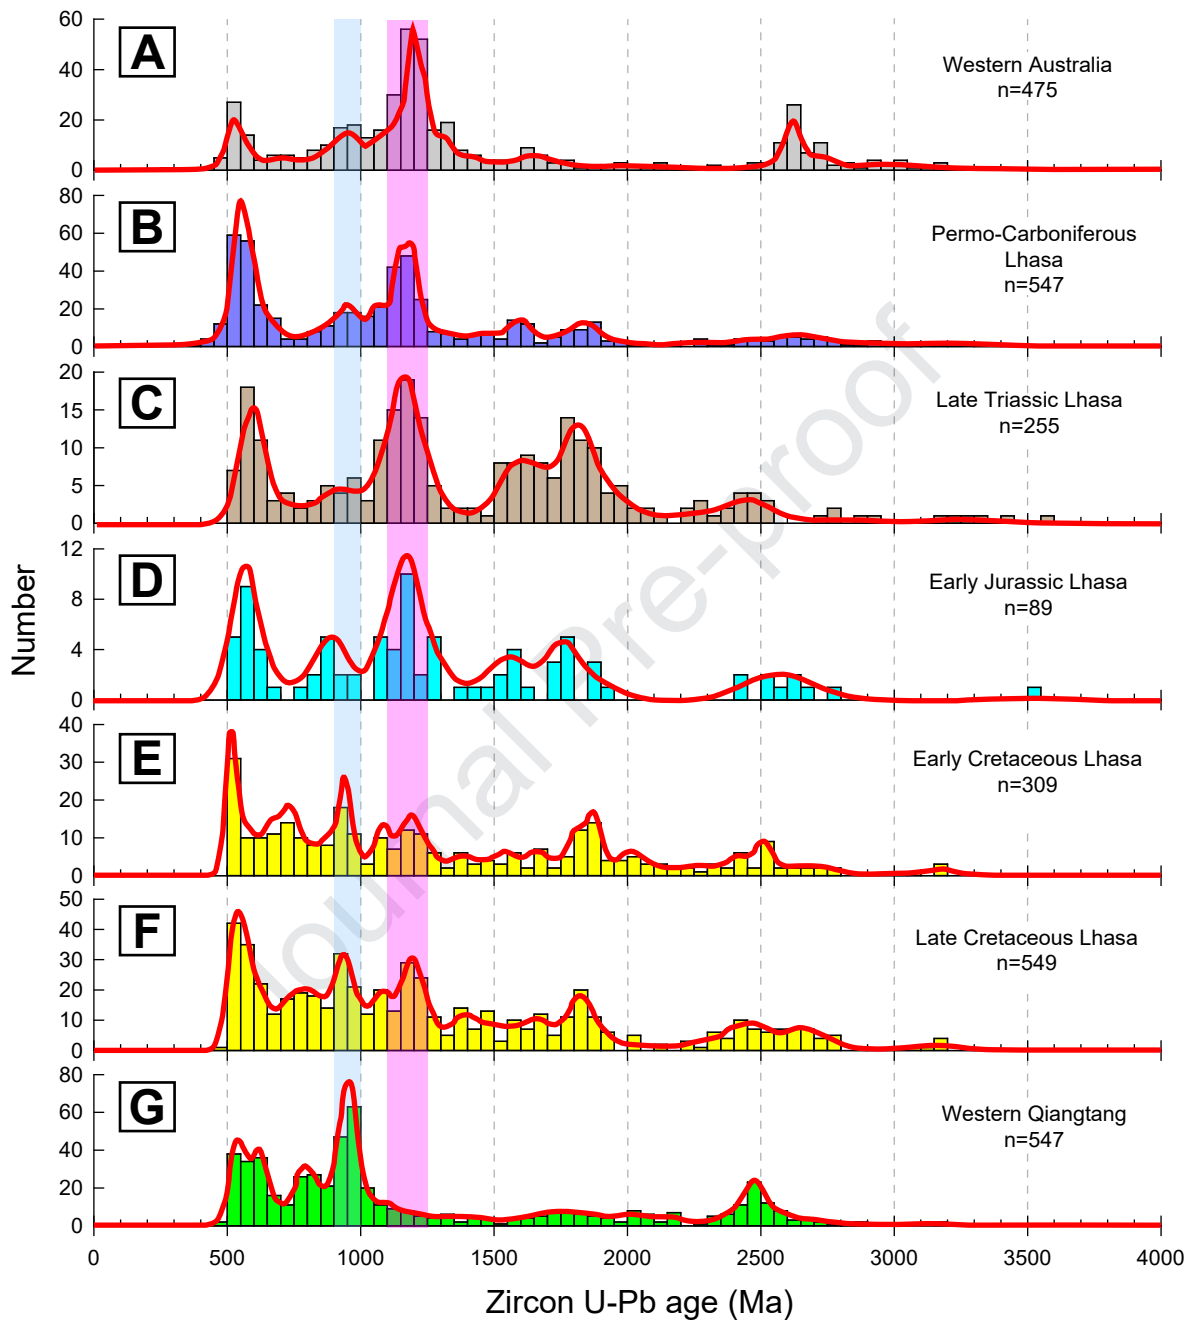 A
Western Australia
n=475
60
40
20
0
B
Permo-Carboniferous
Lhasa
n=547
80
60
40
20
0
C
Late Triassic Lhasa
n=255
20
15
10
5
0
D
Early Jurassic Lhasa
n=89
12
8
4
0
E
Early Cretaceous Lhasa
n=309
40
30
20
10
0
F
Late Cretaceous Lhasa
n=549
50
40
30
20
10
0
G
Western Qiangtang
n=547
80
60
40
20
0
0 500 1000 1500 2000 2500 3000 3500 4000
Number
Zircon U-Pb age (Ma)
Journal Pre-proof